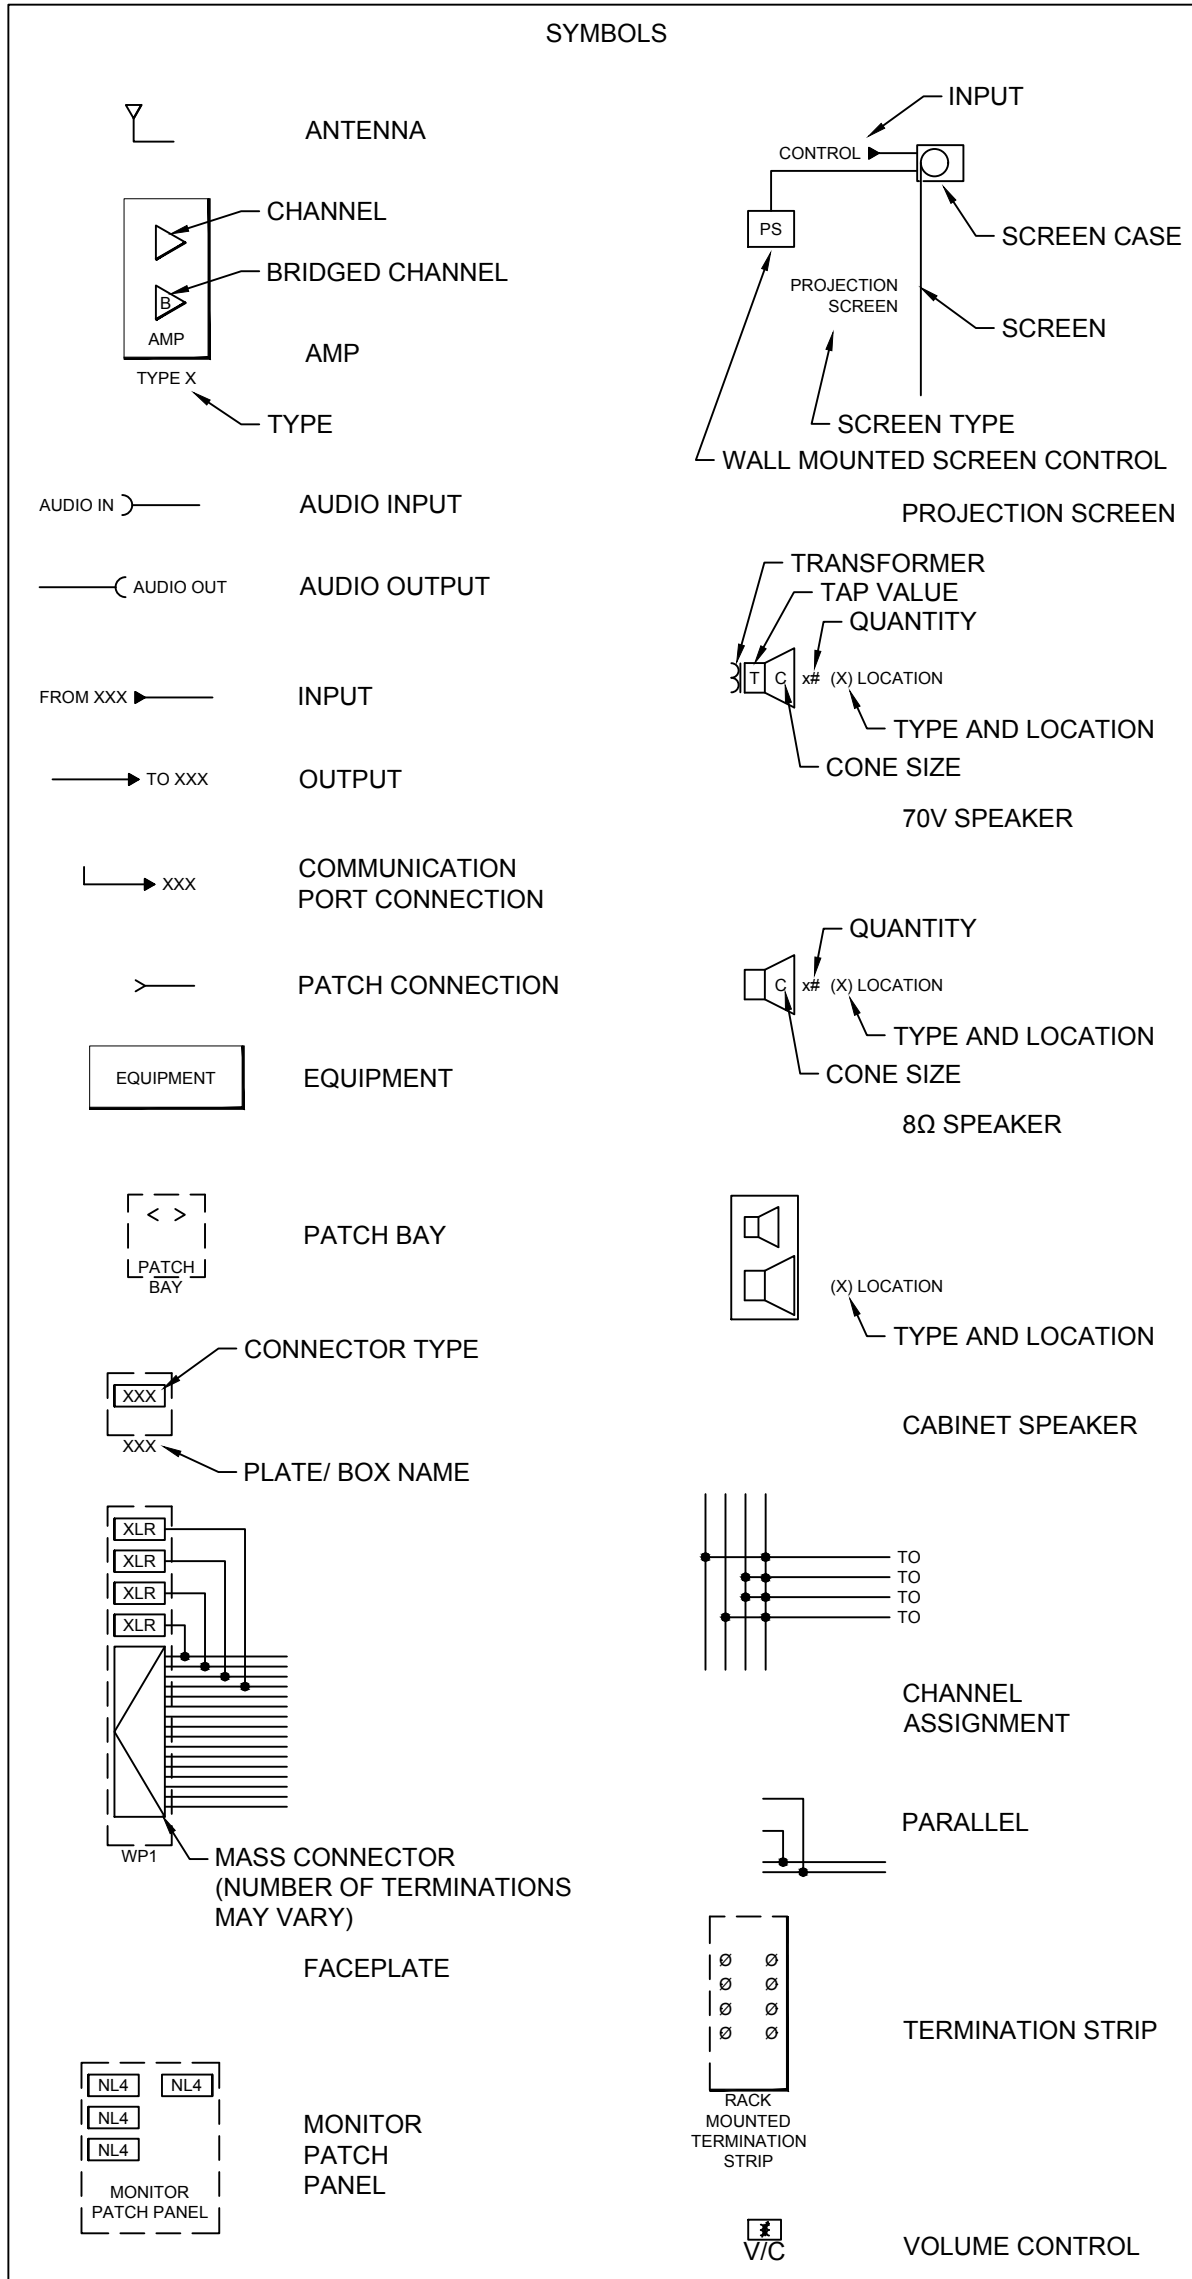 SYMBOLS
ANTENNA
CHANNEL
BRIDGED CHANNEL
B
AMP
AMP
TYPE X
TYPE
AUDIO IN
AUDIO INPUT
AUDIO OUT
AUDIO OUTPUT
FROM XXX
INPUT
TO XXX
OUTPUT
XXX
COMMUNICATION
PORT CONNECTION
PATCH CONNECTION
EQUIPMENT
EQUIPMENT
< >
PATCH
BAY
PATCH BAY
CONNECTOR TYPE
XXX
XXX
PLATE/ BOX NAME
XLR
XLR
XLR
XLR
WP1
MASS CONNECTOR
(NUMBER OF TERMINATIONS
MAY VARY)
FACEPLATE
NL4 NL4
NL4
NL4
MONITOR
PATCH PANEL
MONITOR
PATCH
PANEL
INPUT
CONTROL
PS
SCREEN CASE
PROJECTION
SCREEN
SCREEN
SCREEN TYPE
WALL MOUNTED SCREEN CONTROL
PROJECTION SCREEN
TRANSFORMER
TAP VALUE
QUANTITY
T C x# (X) LOCATION
TYPE AND LOCATION
CONE SIZE
70V SPEAKER
QUANTITY
C x# (X) LOCATION
TYPE AND LOCATION
CONE SIZE
8Ω SPEAKER
(X) LOCATION
TYPE AND LOCATION
CABINET SPEAKER
TO
TO
TO
TO
CHANNEL
ASSIGNMENT
PARALLEL
Ø Ø
Ø Ø
Ø Ø
Ø Ø
TERMINATION STRIP
RACK
MOUNTED
TERMINATION
STRIP
V/C
VOLUME CONTROL